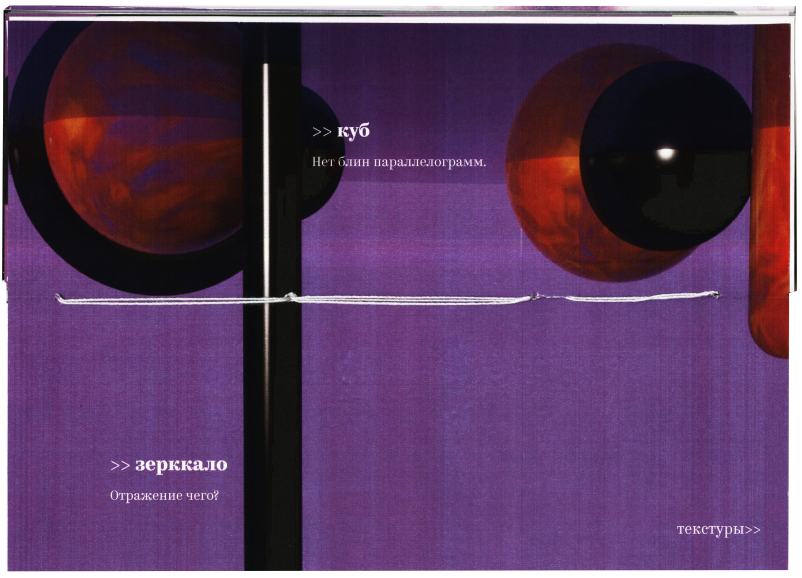 >> куб
Нет блин параллелограмм.
>> зерккало
Отражение чего?
текстуры>>